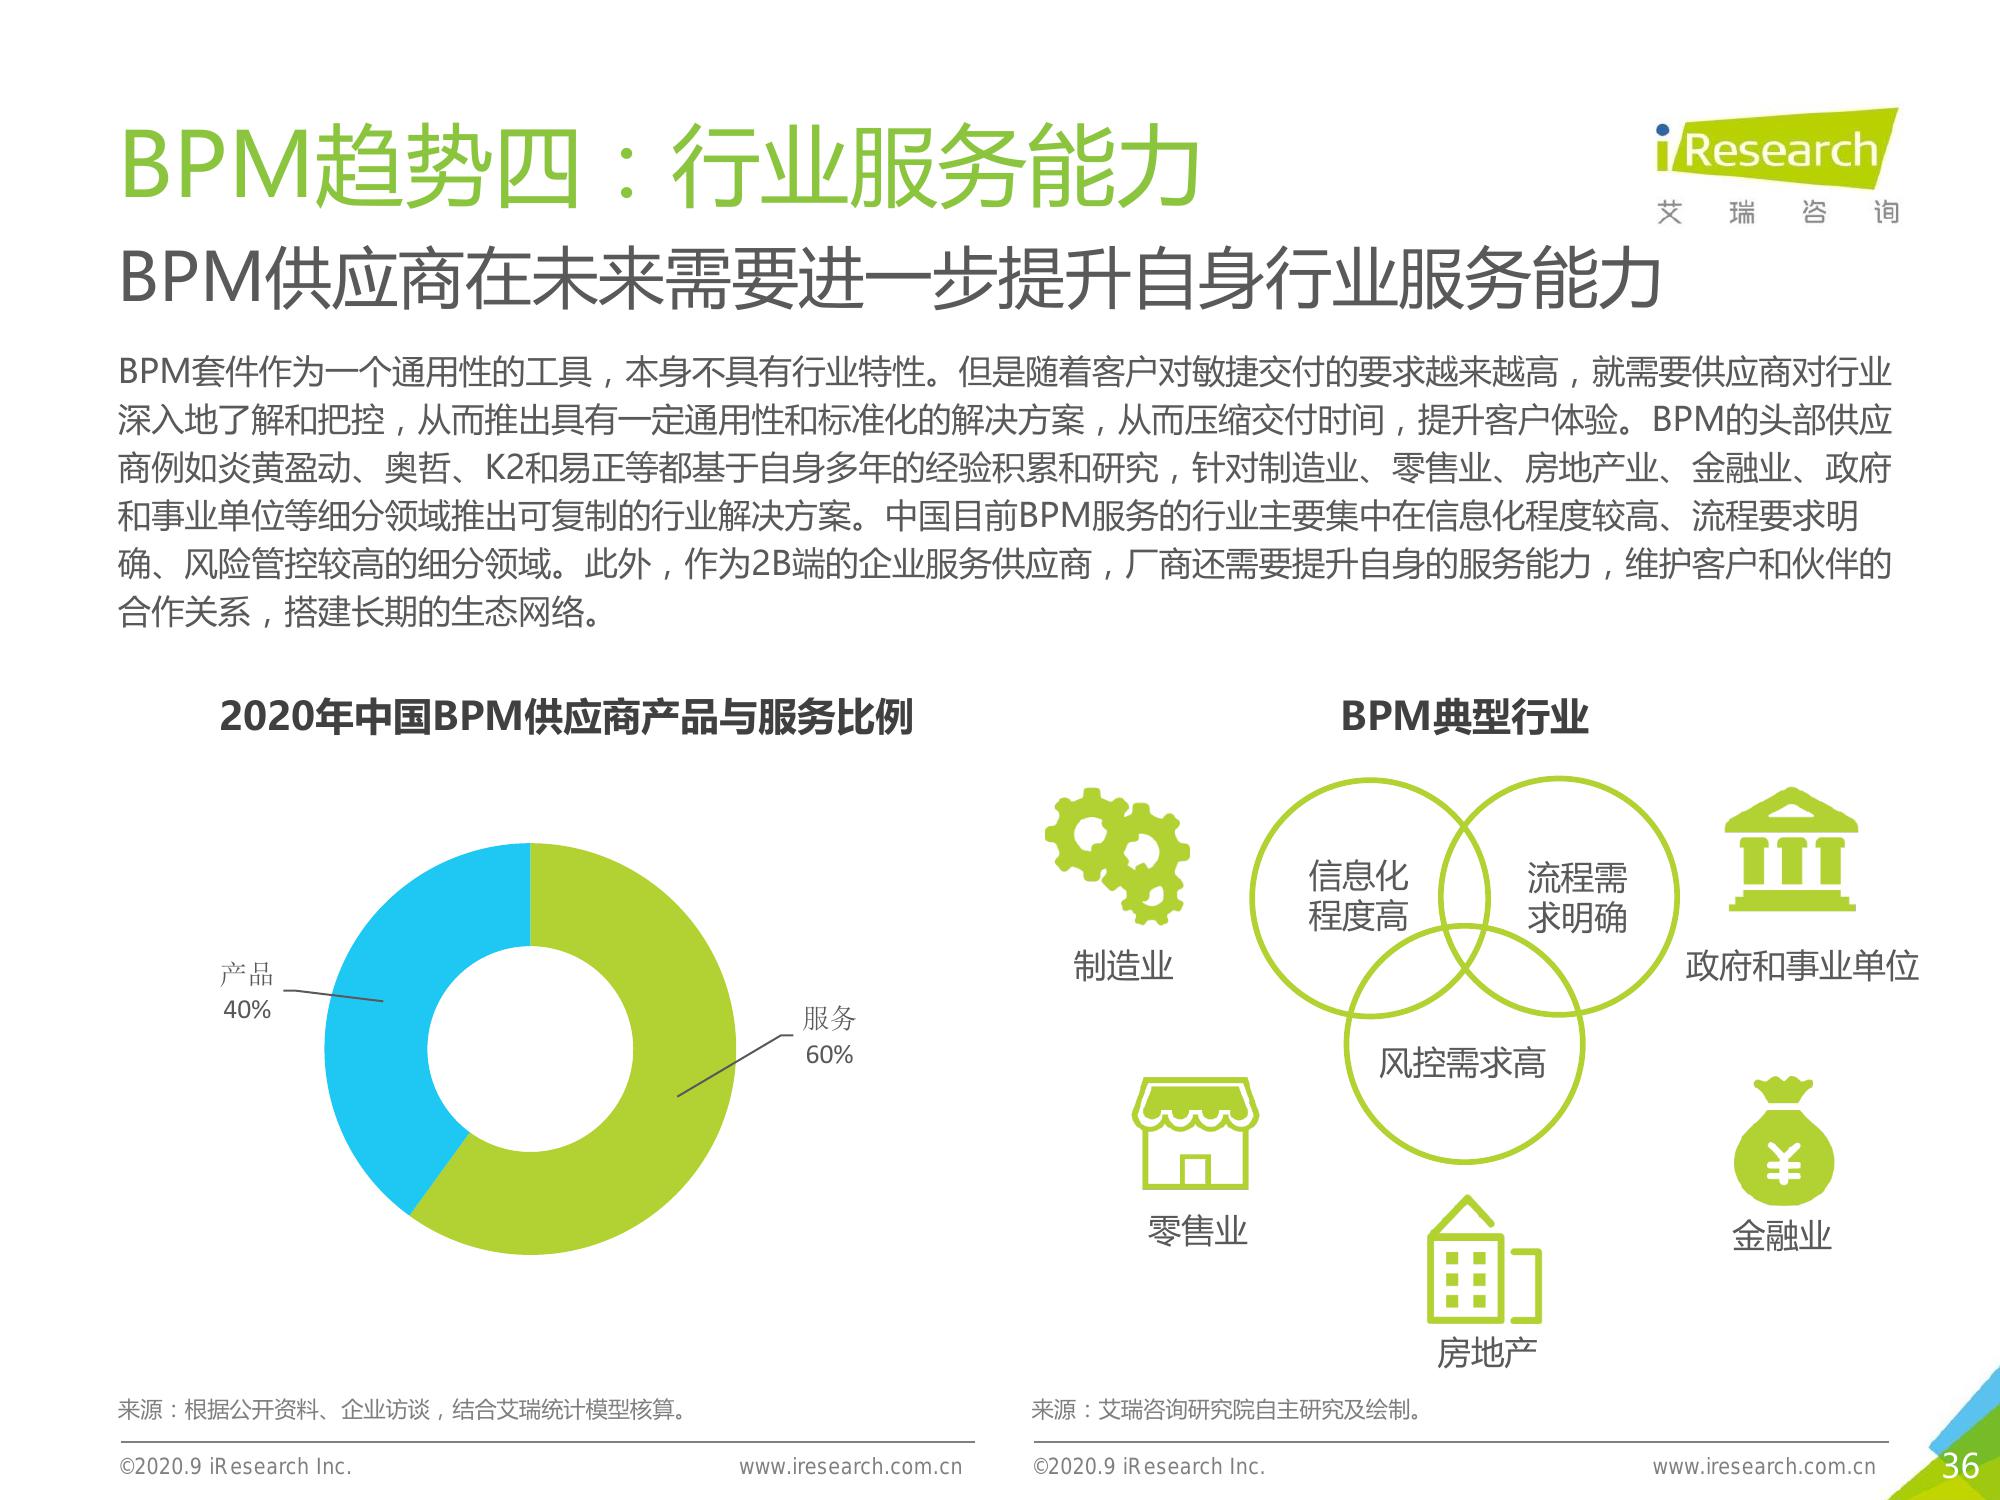 BPM趋势四：行业服务能力
iResearch
艾 瑞 咨 询
BPM供应商在未来需要进一步提升自身行业服务能力
BPM套件作为一个通用性的工具，本身不具有行业特性。但是随着客户对敏捷交付的要求越来越高，就需要供应商对行业
深入地了解和把控，从而推出具有一定通用性和标准化的解决方案，从而压缩交付时间，提升客户体验。BPM的头部供应
商例如炎黄盈动、奥哲、K2和易正等都基于自身多年的经验积累和研究，针对制造业、零售业、房地产业、金融业、政府
和事业单位等细分领域推出可复制的行业解决方案。中国目前BPM服务的行业主要集中在信息化程度较高、流程要求明
确、风险管控较高的细分领域。此外，作为2B端的企业服务供应商，厂商还需要提升自身的服务能力，维护客户和伙伴的
合作关系，搭建长期的生态网络。
2020年中国BPM供应商产品与服务比例
产品
40%
服务
60%
来源：根据公开资料、企业访谈，结合艾瑞统计模型核算。
BPM典型行业
信息化
程度高
流程需
求明确
风控需求高
制造业
政府和事业单位
零售业
金融业
房地产
来源：艾瑞咨询研究院自主研究及绘制。
©2020.9 iResearch Inc.
www.iresearch.com.cn
©2020.9 iResearch Inc.
www.iresearch.com.cn
36